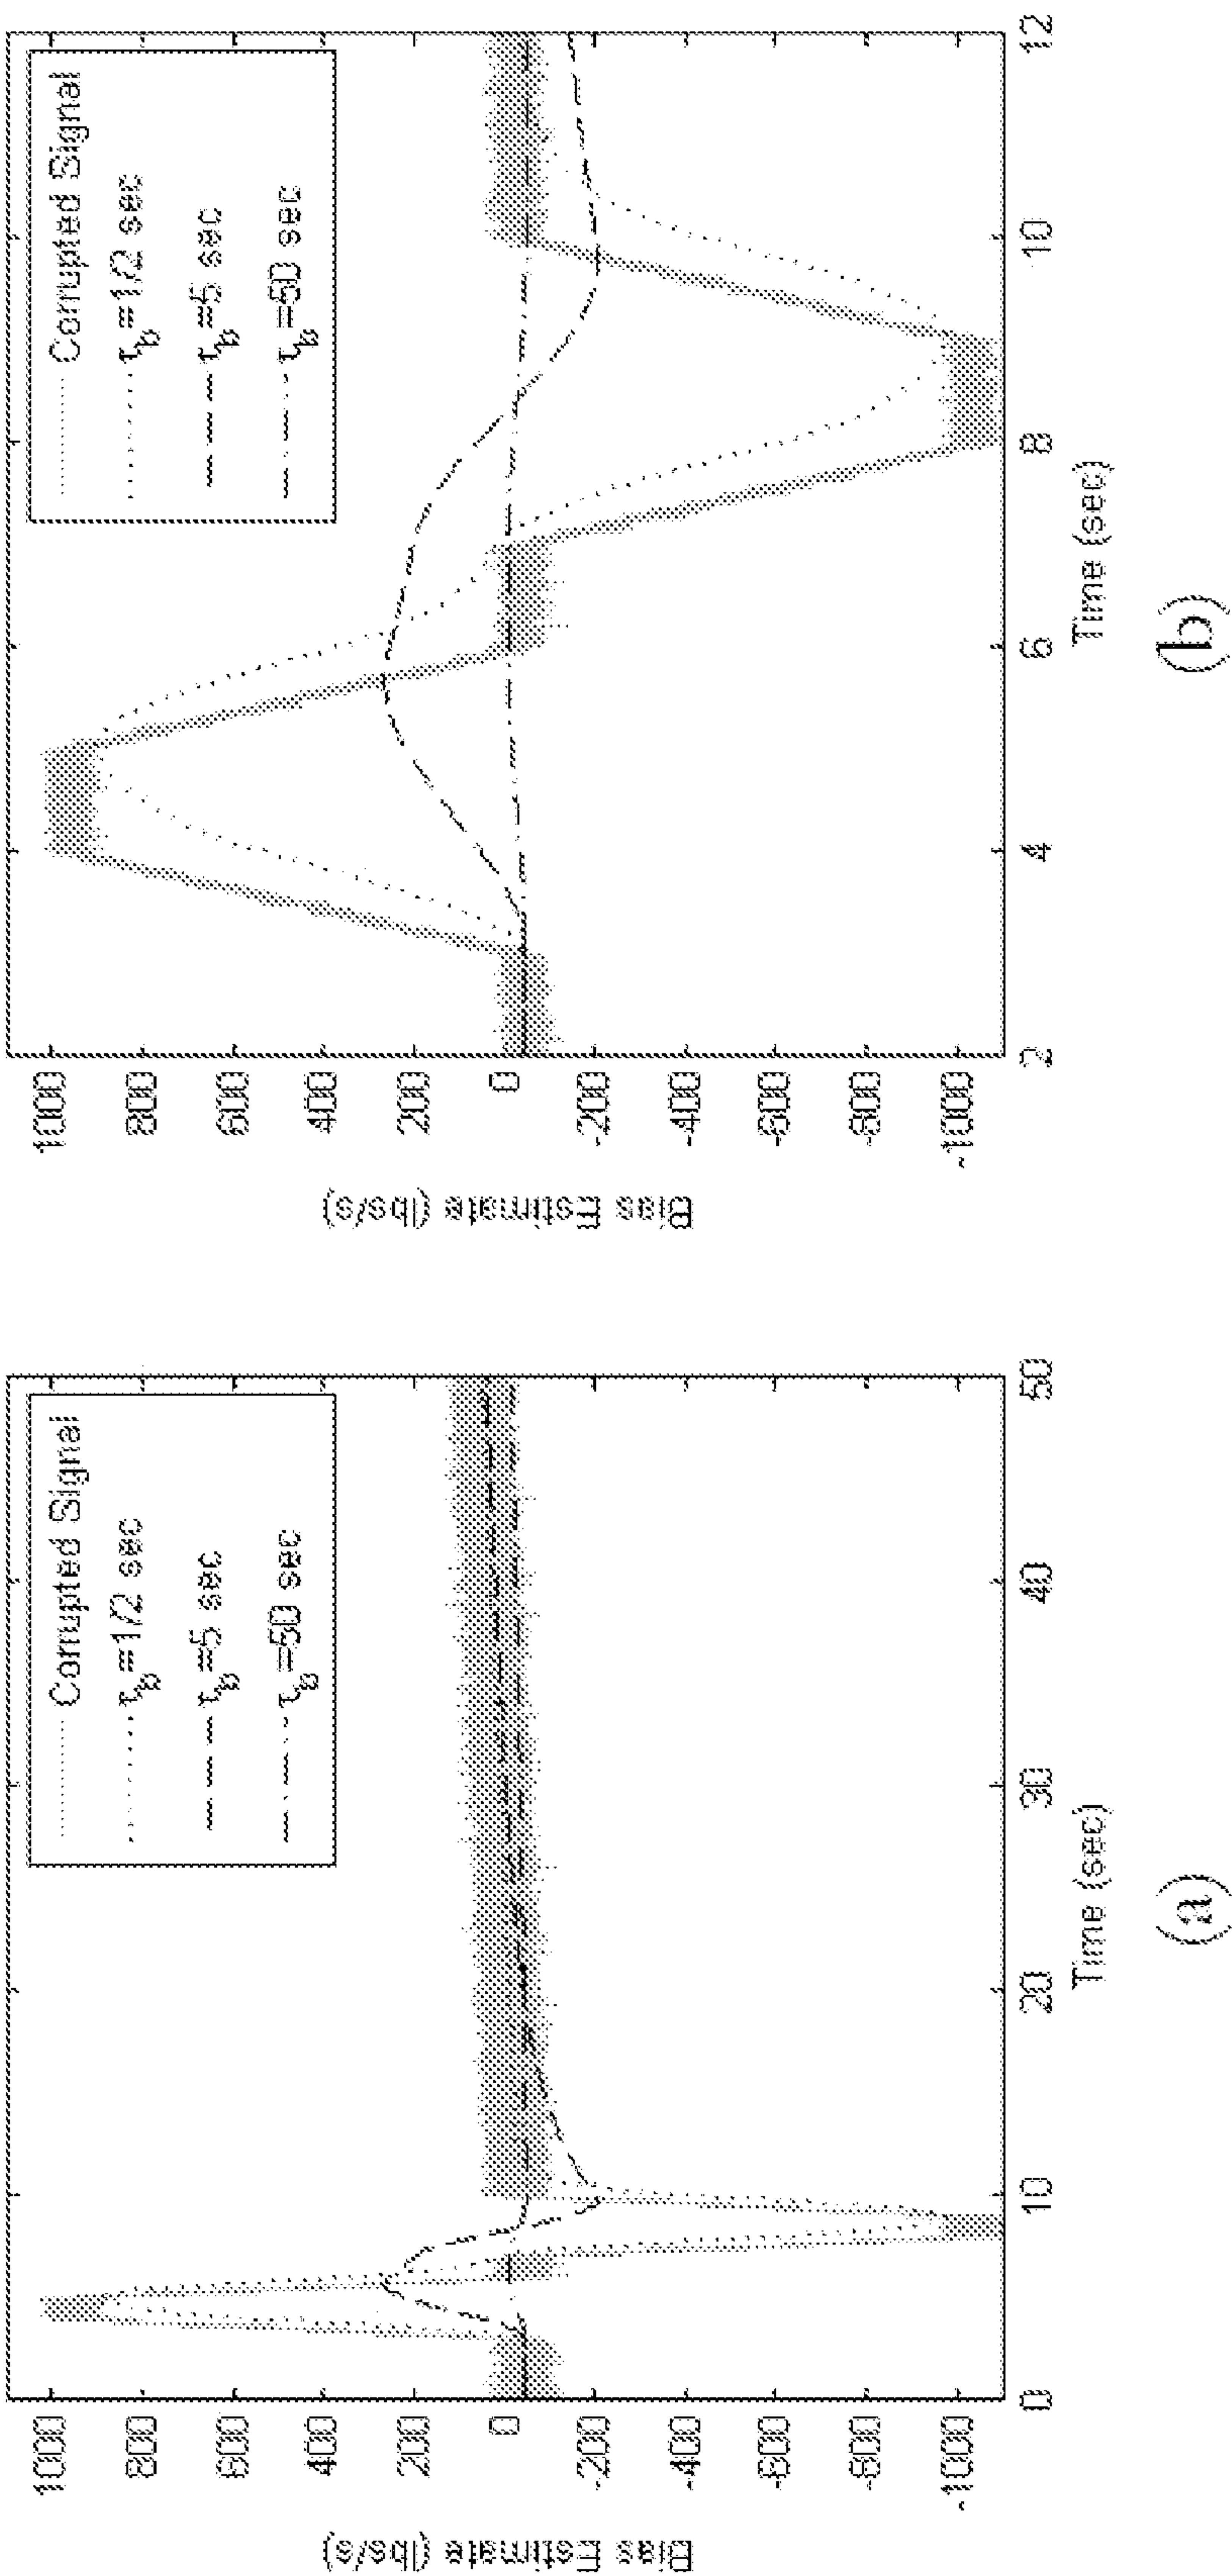 1000
800
600
400
200
0
-200
-400
-600
-800
-1000
Bias Estimate (lbs/s)
0
10
20
30
40
50
Time (sec)
Corrupted Signal
τB=1/2 sec
τB=5 sec
τB=50 sec
(a)
1000
800
600
400
200
0
-200
-400
-600
-800
-1000
Bias Estimate (lbs/s)
2
4
6
8
10
12
Time (sec)
Corrupted Signal
τB=1/2 sec
τB=5 sec
τB=50 sec
(b)